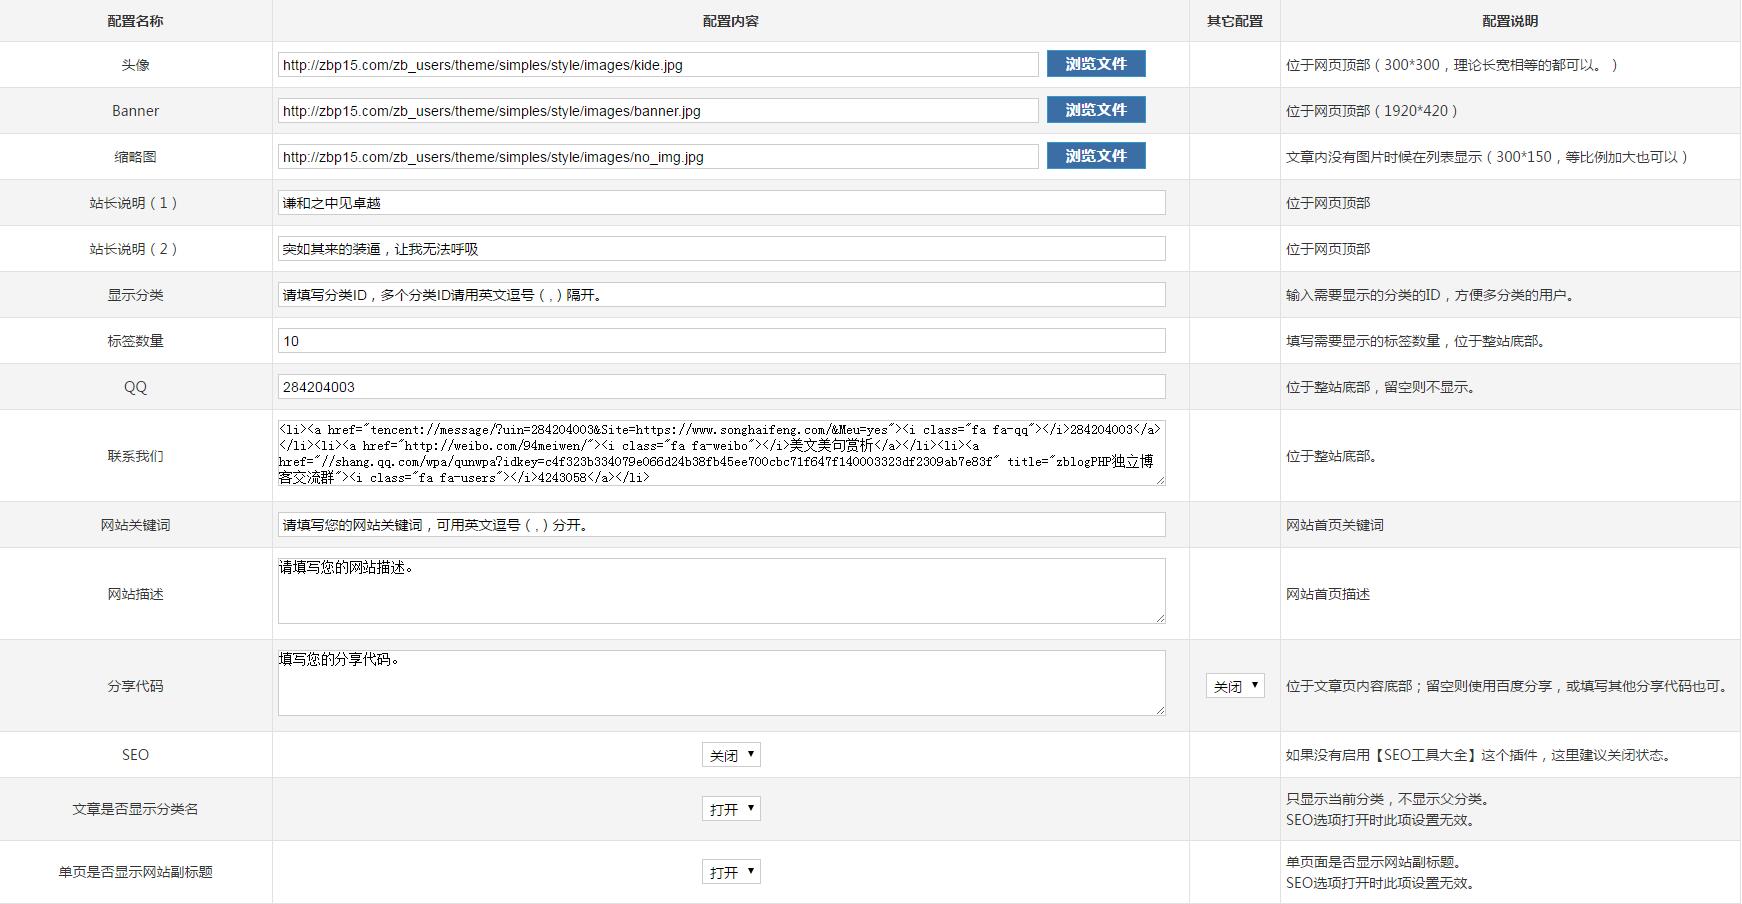 配置名称 配置内容 其它配置 配置说明
头像 http://zbp15.com/zb_users/theme/simples/style/images/kide.jpg 浏览文件 位于网页顶部（300*300，理论长宽相等的都可以。）
Banner http://zbp15.com/zb_users/theme/simples/style/images/banner.jpg 浏览文件 位于网页顶部（1920*420）
缩略图 http://zbp15.com/zb_users/theme/simples/style/images/no_img.jpg 浏览文件 文章内没有图片时候在列表显示（300*150，等比例加大也可以）
站长说明（1） 谦和之中见卓越 位于网页顶部
站长说明（2） 突如其来的装逼，让我无法呼吸 位于网页顶部
显示分类 请填写分类ID，多个分类ID请用英文逗号（,）隔开。 输入需要显示的分类的ID，方便多分类的用户。
标签数量 10 填写需要显示的标签数量，位于整站底部。
QQ 284204003 位于整站底部，留空则不显示。
联系我们
<li><a href="tencent://message/?uin=284204003&Site=https://www.songhaifeng.com/&Meu=yes"><i class="fa fa-qq"></i>284204003</a>
</li><li><a href="http://weibo.com/94meiwen/"><i class="fa fa-weibo"></i>美文美句赏析</a></li><li><a
href="//shang.qq.com/wpa/qunwpa?idkey=c4f323b334079e066d24b38fb45ee700cbc71f647f140003323df2309ab7e83f" title="zblogPHP独立博
客交流群"><i class="fa fa-users"></i>4243058</a></li>
位于整站底部。
网站关键词 请填写您的网站关键词，可用英文逗号（,）分开。 网站首页关键词
网站描述 请填写您的网站描述。 网站首页描述
分享代码 填写您的分享代码。 关闭 位于文章页内容底部；留空则使用百度分享，或填写其他分享代码也可。
SEO 关闭 如果没有启用【SEO工具大全】这个插件，这里建议关闭状态。
文章是否显示分类名 打开 只显示当前分类，不显示父分类。
SEO选项打开时此项设置无效。
单页是否显示网站副标题 打开 单页面是否显示网站副标题。
SEO选项打开时此项设置无效。